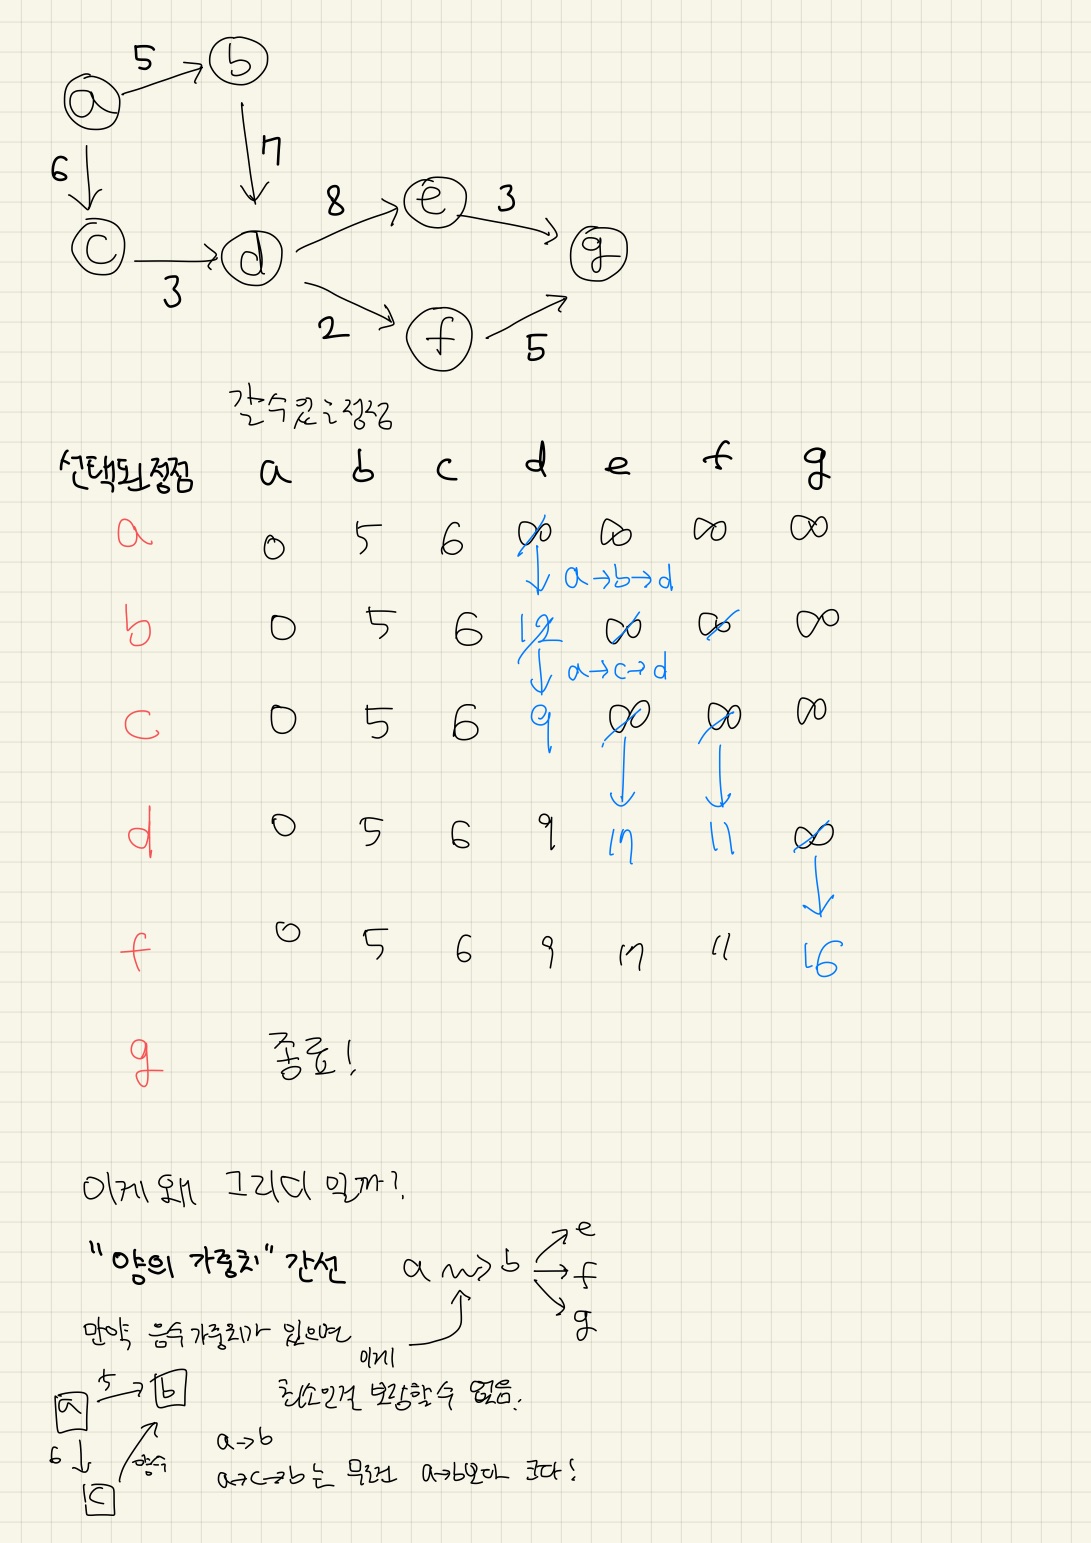 5 b
a
6 7
8 e 3
c d g
3
2 f 5
갈 수 있는 정점
선택된 정점 a b c d e f g
a 0 5 6 ∞ ∞ ∞ ∞
a→b→d
b 0 5 6 12 ∞ ∞ ∞
a→c→d
c 0 5 6 9 ∞ ∞ ∞
d 0 5 6 9 17 11 ∞
f 0 5 6 9 17 11 16
g 종료!
이게 왜 그리디 일까?
"양의 가중치" 간선 a ~> b e
f
g
만약 음수 가중치가 있으면
이게
최소인걸 보장할 수 없음.
a 5 b
6 양수
c
a→b
a→c→b 는 무조건 a→b보다 크다!